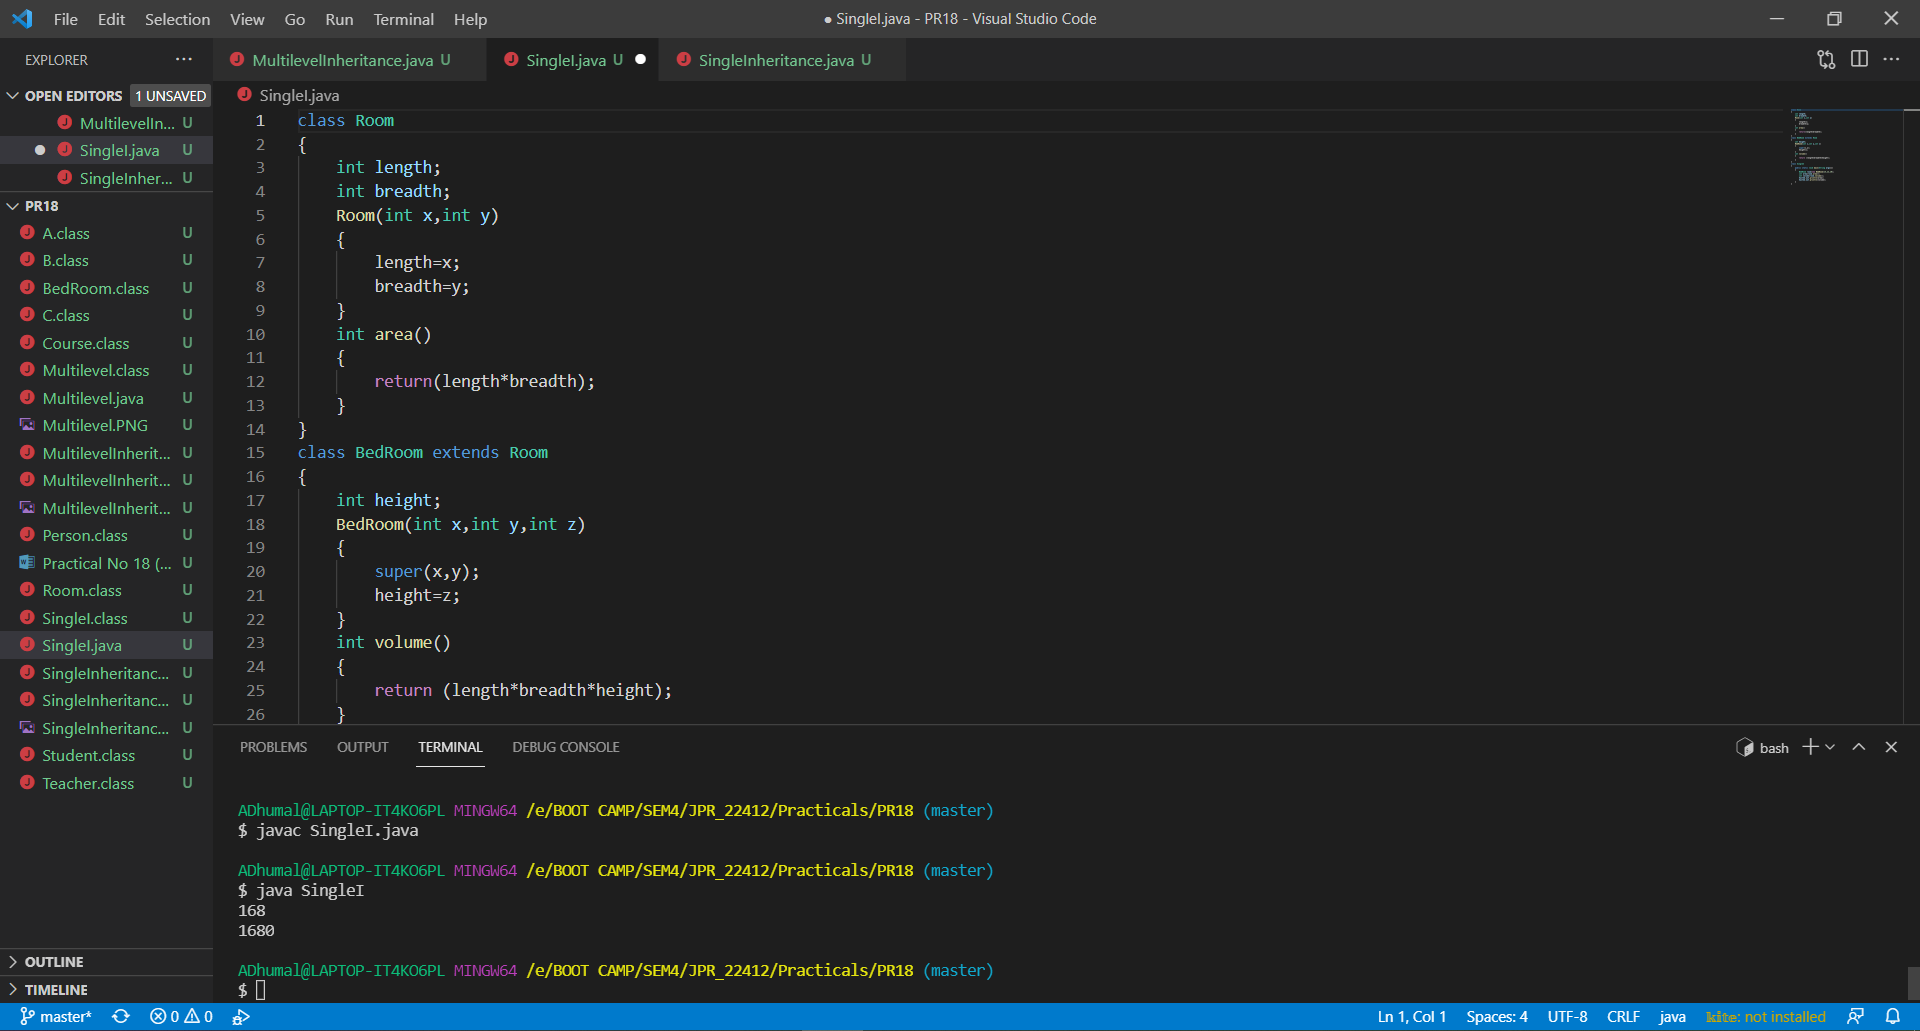 File Edit Selection View Go Run Terminal Help
● SingleI.java - PR18 - Visual Studio Code
EXPLORER
MultilevelInheritance.java U
SingleI.java U
SingleInheritance.java U
OPEN EDITORS 1 UNSAVED
MultilevelIn... U
SingleI.java U
SingleInher... U
PR18
A.class U
B.class U
BedRoom.class U
C.class U
Course.class U
Multilevel.class U
Multilevel.java U
Multilevel.PNG U
MultilevelInherit... U
MultilevelInherit... U
MultilevelInherit... U
Person.class U
Practical No 18 (... U
Room.class U
SingleI.class U
SingleI.java U
SingleInheritanc... U
SingleInheritanc... U
SingleInheritanc... U
Student.class U
Teacher.class U
OUTLINE
TIMELINE
SingleI.java
1 class Room
2 {
3 int length;
4 int breadth;
5 Room(int x,int y)
6 {
7 length=x;
8 breadth=y;
9 }
10 int area()
11 {
12 return(length*breadth);
13 }
14 }
15 class BedRoom extends Room
16 {
17 int height;
18 BedRoom(int x,int y,int z)
19 {
20 super(x,y);
21 height=z;
22 }
23 int volume()
24 {
25 return (length*breadth*height);
26 }
PROBLEMS OUTPUT TERMINAL DEBUG CONSOLE
bash
ADhumal@LAPTOP-IT4KO6PL MINGW64 /e/BOOT CAMP/SEM4/JPR_22412/Practicals/PR18 (master)
$ javac SingleI.java
ADhumal@LAPTOP-IT4KO6PL MINGW64 /e/BOOT CAMP/SEM4/JPR_22412/Practicals/PR18 (master)
$ java SingleI
168
1680
ADhumal@LAPTOP-IT4KO6PL MINGW64 /e/BOOT CAMP/SEM4/JPR_22412/Practicals/PR18 (master)
$
master* 0 0
Ln 1, Col 1 Spaces: 4 UTF-8 CRLF java kite: not installed